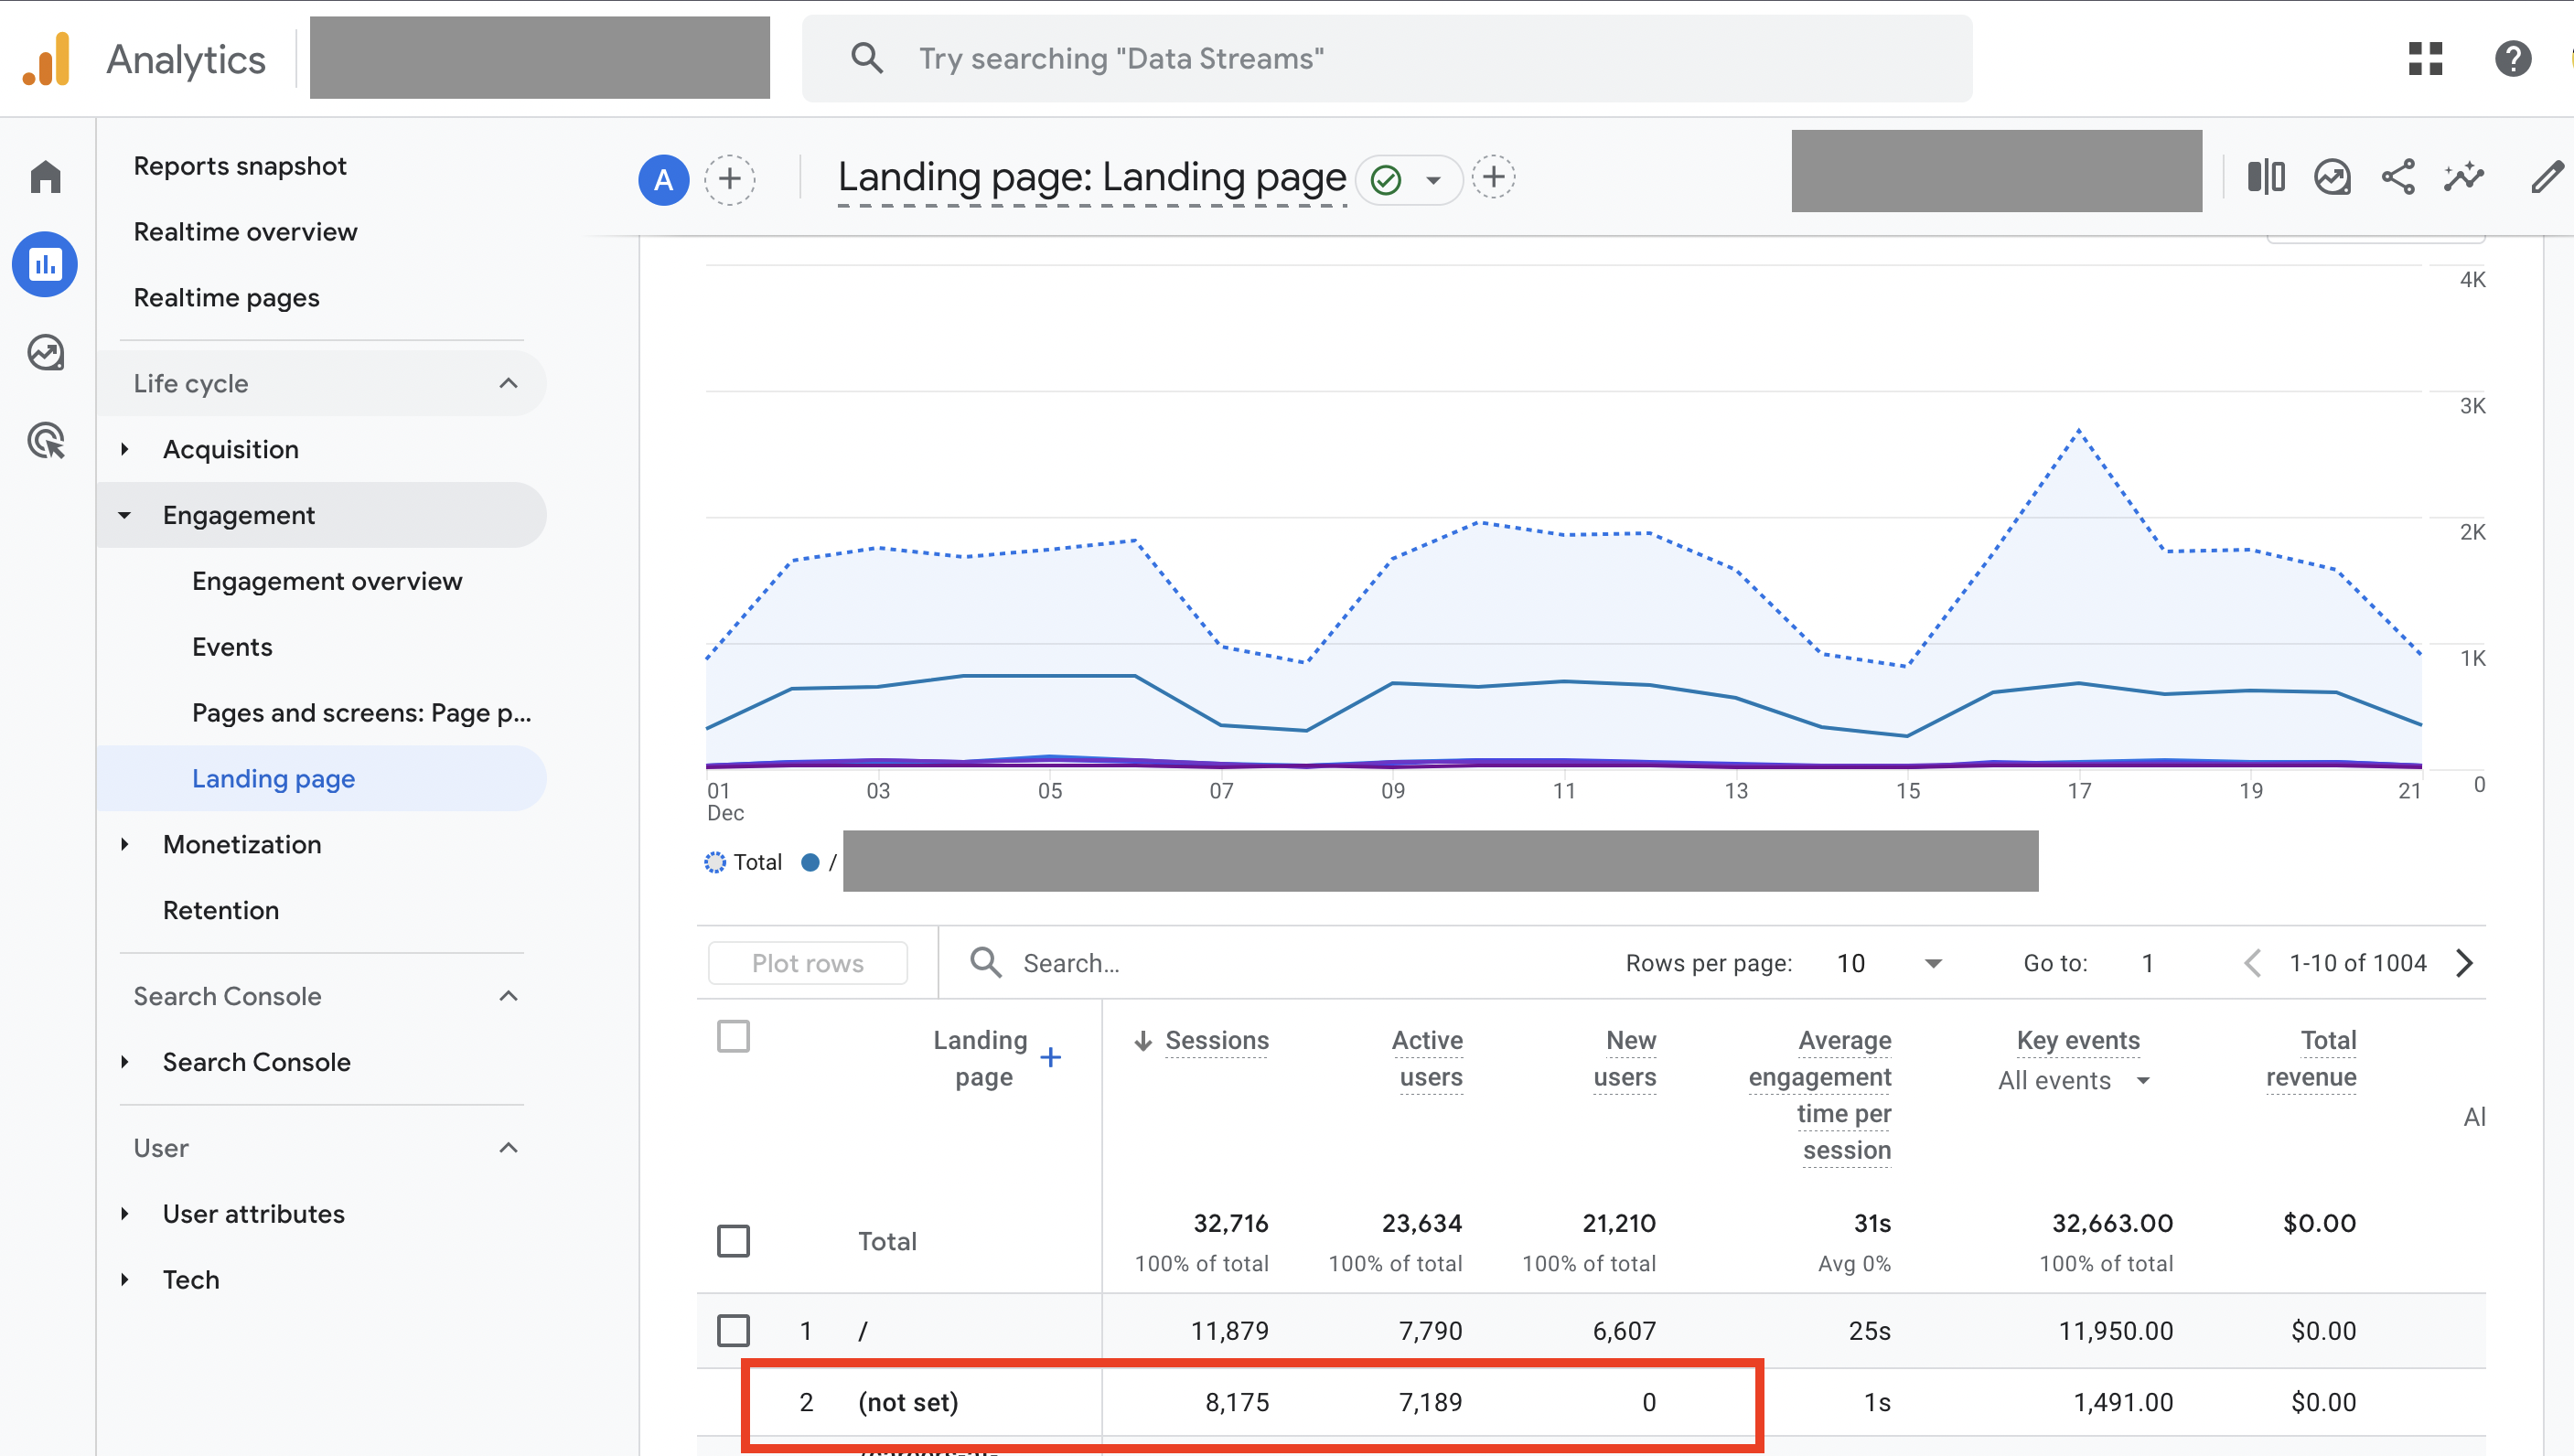 Analytics
Try searching "Data Streams"
Reports snapshot
Realtime overview
Realtime pages
Life cycle
Acquisition
Engagement
Engagement overview
Events
Pages and screens: Page p...
Landing page
Monetization
Retention
Search Console
Search Console
User
User attributes
Tech
A
Landing page: Landing page
4K
3K
2K
1K
0
01 03 05 07 09 11 13 15 17 19 21
Dec
Total /
Plot rows Search... Rows per page: 10 Go to: 1 1-10 of 1004
Landing page + Sessions Active users New users Average engagement time per session Key events Total revenue
All events
Al
Total 32,716 23,634 21,210 31s 32,663.00 $0.00
100% of total 100% of total 100% of total Avg 0% 100% of total
1 / 11,879 7,790 6,607 25s 11,950.00 $0.00
2 (not set) 8,175 7,189 0 1s 1,491.00 $0.00